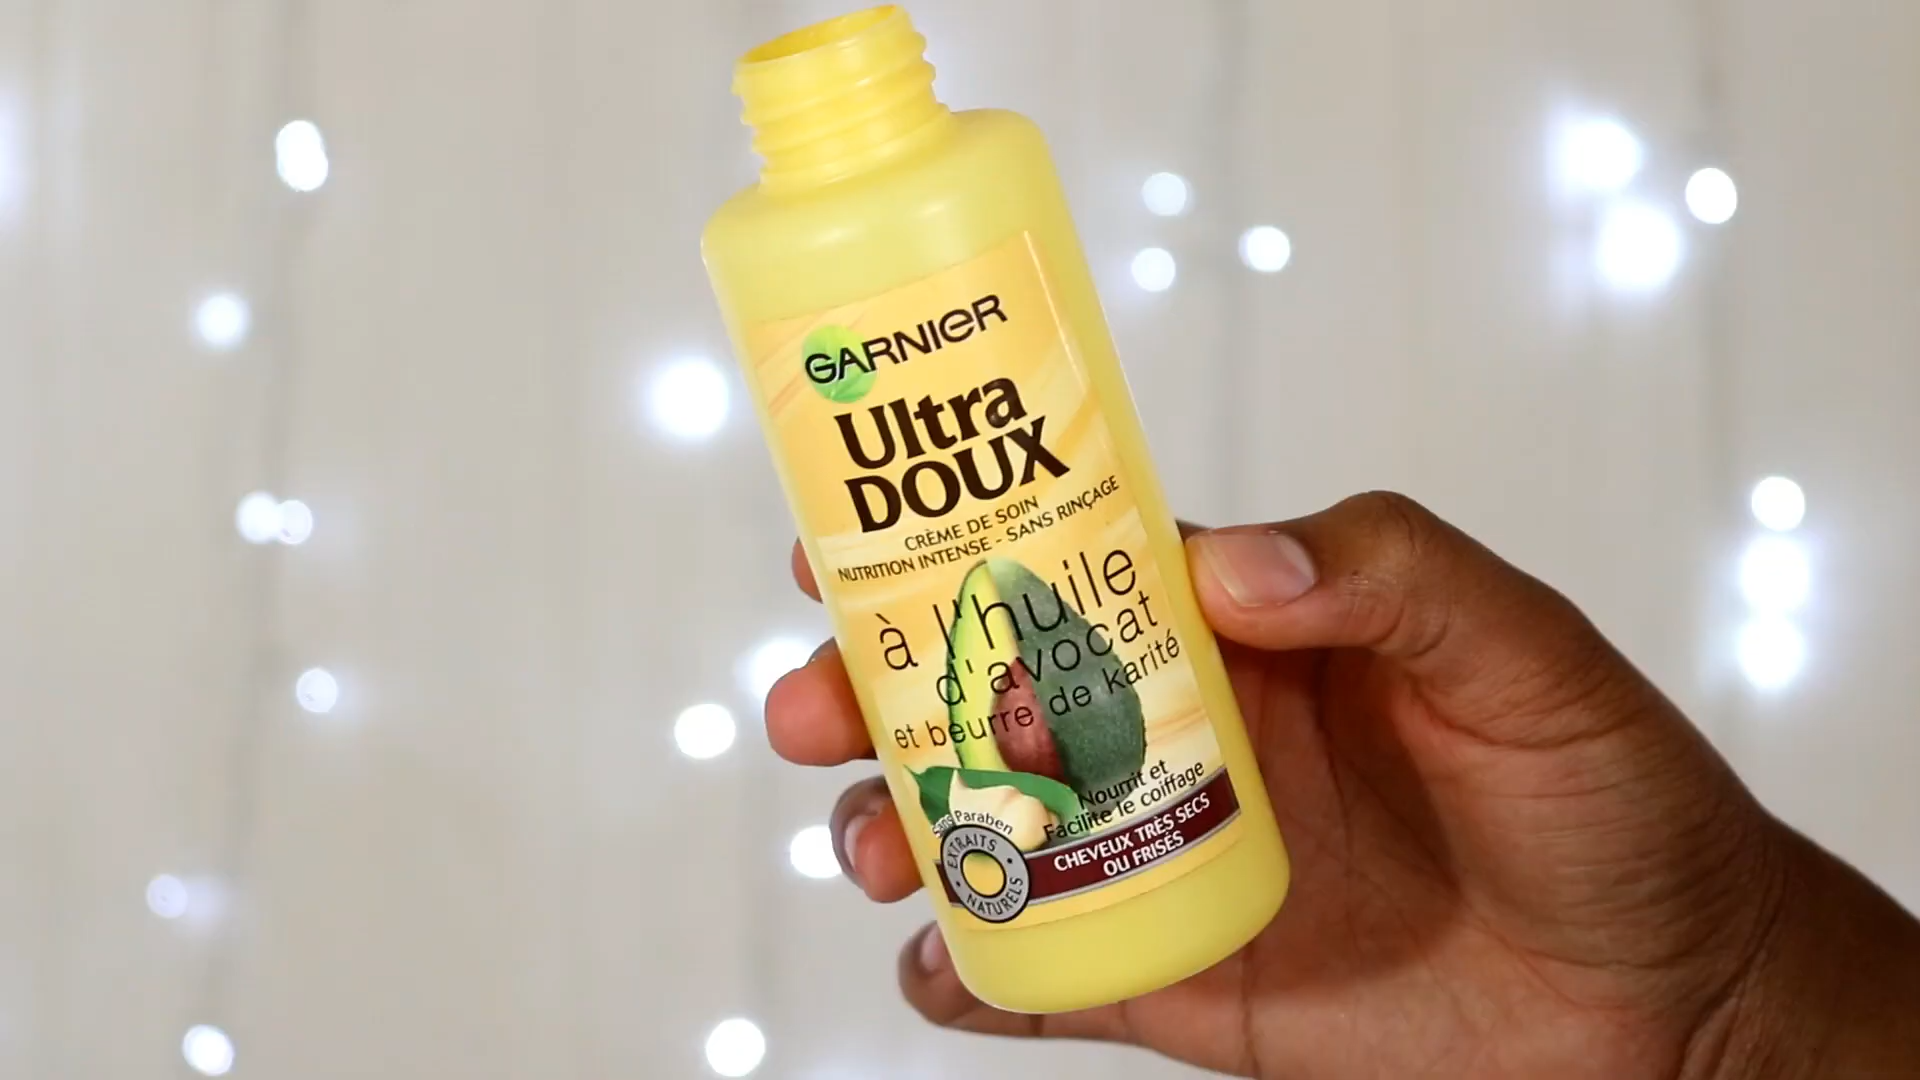 GARNIER
Ultra
DOUX
CRÈME DE SOIN
NUTRITION INTENSE - SANS RINÇAGE
à l'huile
d'avocat
et beurre de karité
Nourrit et
Facilite le coiffage
CHEVEUX TRÈS SECS
OU FRISÉS
Sans Paraben
EXTRAITS
NATURELS